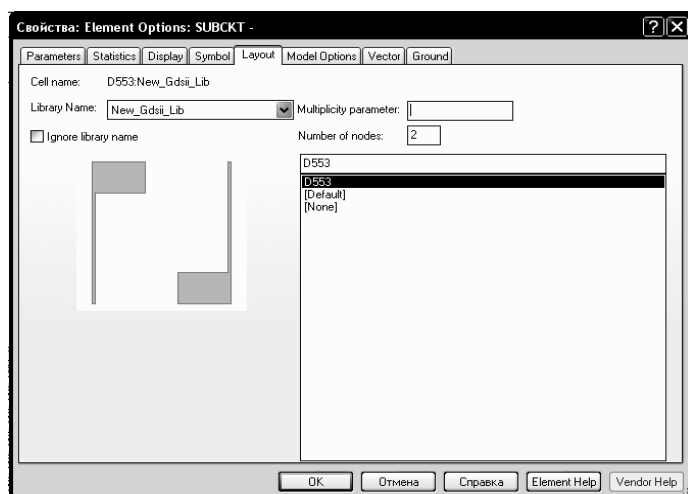 Свойства: Element Options: SUBCKT -
Parameters Statistics Display Symbol Layout Model Options Vector Ground
Cell name: D553:New_Gdsii_Lib
Library Name: New_Gdsii_Lib Multiplicity parameter:
Ignore library name Number of nodes: 2
D553
D553
[Default]
[None]
OK Отмена Справка Element Help Vendor Help